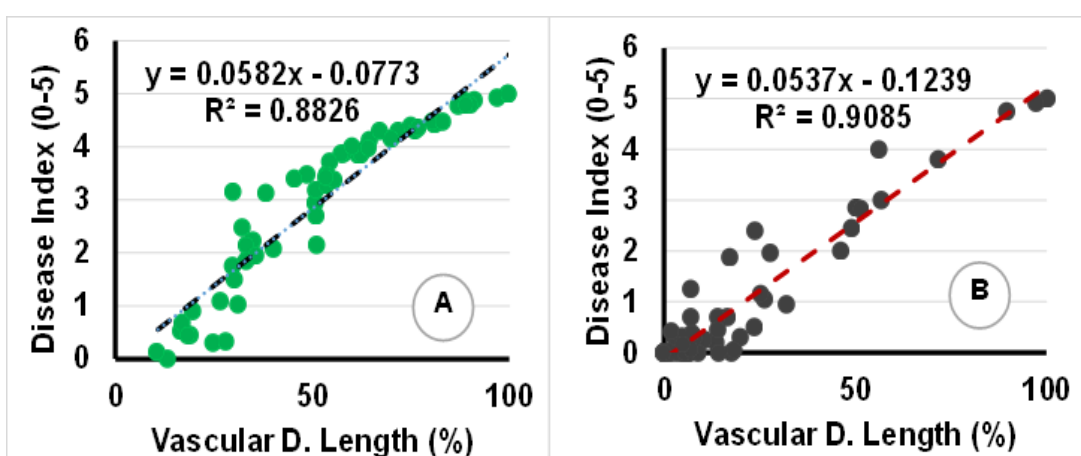 Disease Index (0-5)
6
5
4
3
2
1
0
y = 0.0582x - 0.0773
R² = 0.8826
A
0
50
100
Vascular D. Length (%)
Disease Index (0-5)
6
5
4
3
2
1
0
y = 0.0537x - 0.1239
R² = 0.9085
B
0
50
100
Vascular D. Length (%)